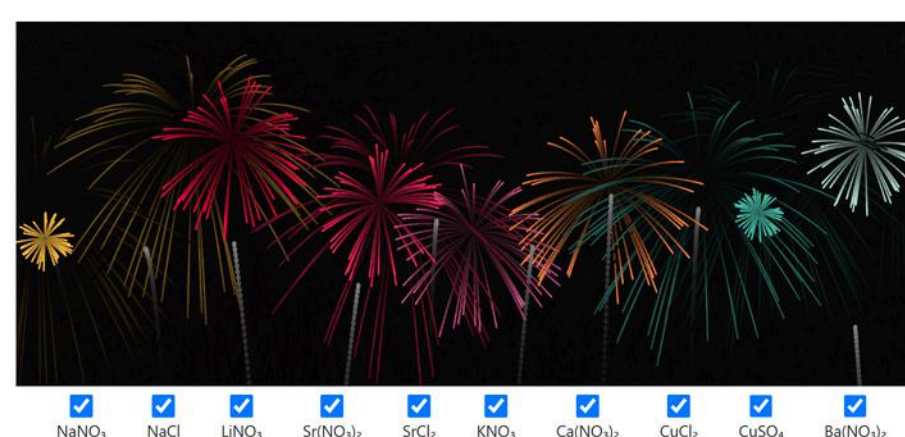 NaNO₃ NaCl LiNO₃ Sr(NO₃)₂ SrCl₂ KNO₃ Ca(NO₃)₂ CuCl₂ CuSO₄ Ba(NO₃)₂